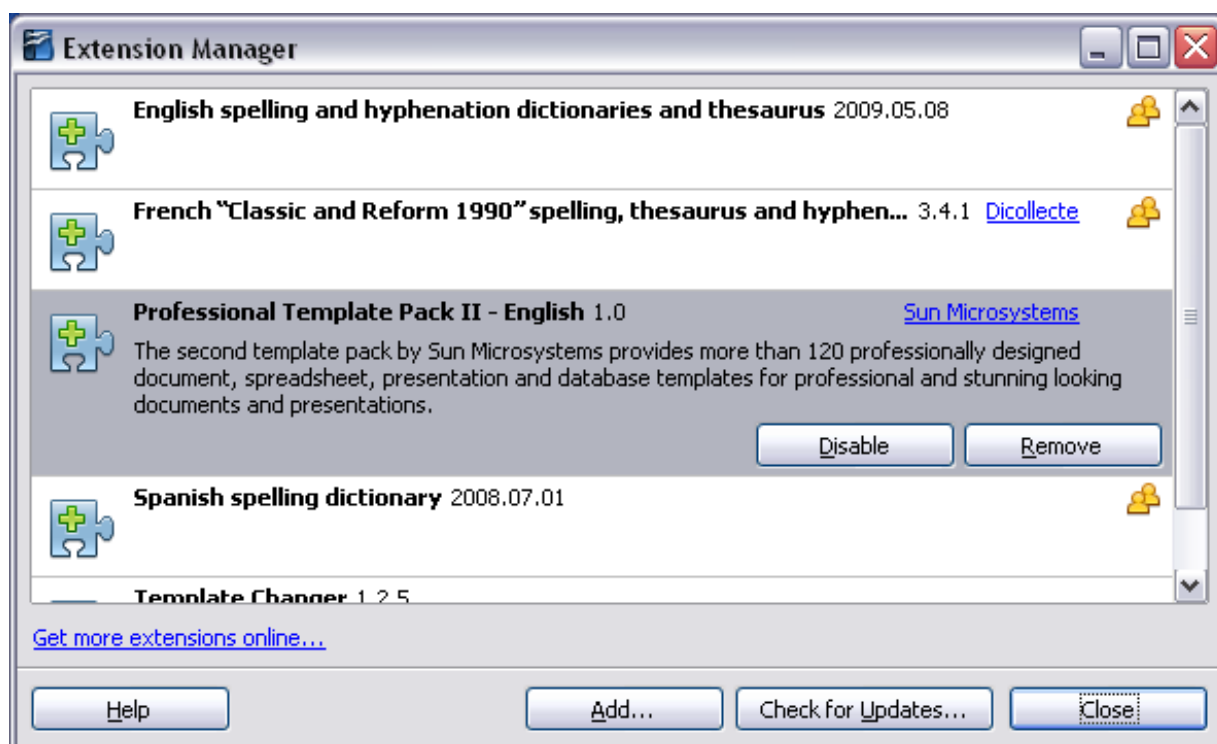 Extension Manager
English spelling and hyphenation dictionaries and thesaurus 2009.05.08
French “Classic and Reform 1990” spelling, thesaurus and hyphen... 3.4.1 Dicollecte
Professional Template Pack II - English 1.0 Sun Microsystems
The second template pack by Sun Microsystems provides more than 120 professionally designed
document, spreadsheet, presentation and database templates for professional and stunning looking
documents and presentations.
Disable Remove
Spanish spelling dictionary 2008.07.01
Template Changer 1.2.5
Get more extensions online...
Help Add... Check for Updates... Close